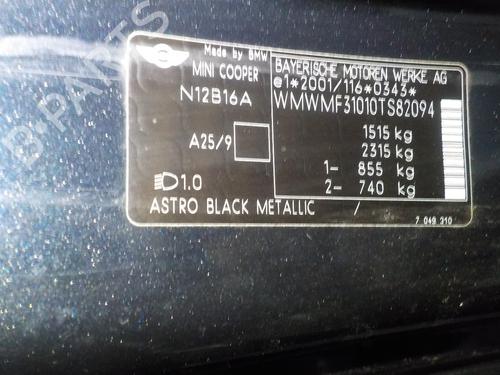 Made by BMW
MINI COOPER
N12B16A
A25/9
1.0
ASTRO BLACK METALLIC /
BAYERISCHE MOTOREN WERKE AG
e1*2001/116*0343*
WMWMF31010TS82094
1515 kg
2315 kg
1- 855 kg
2- 740 kg
7 049 310
B-PARTS